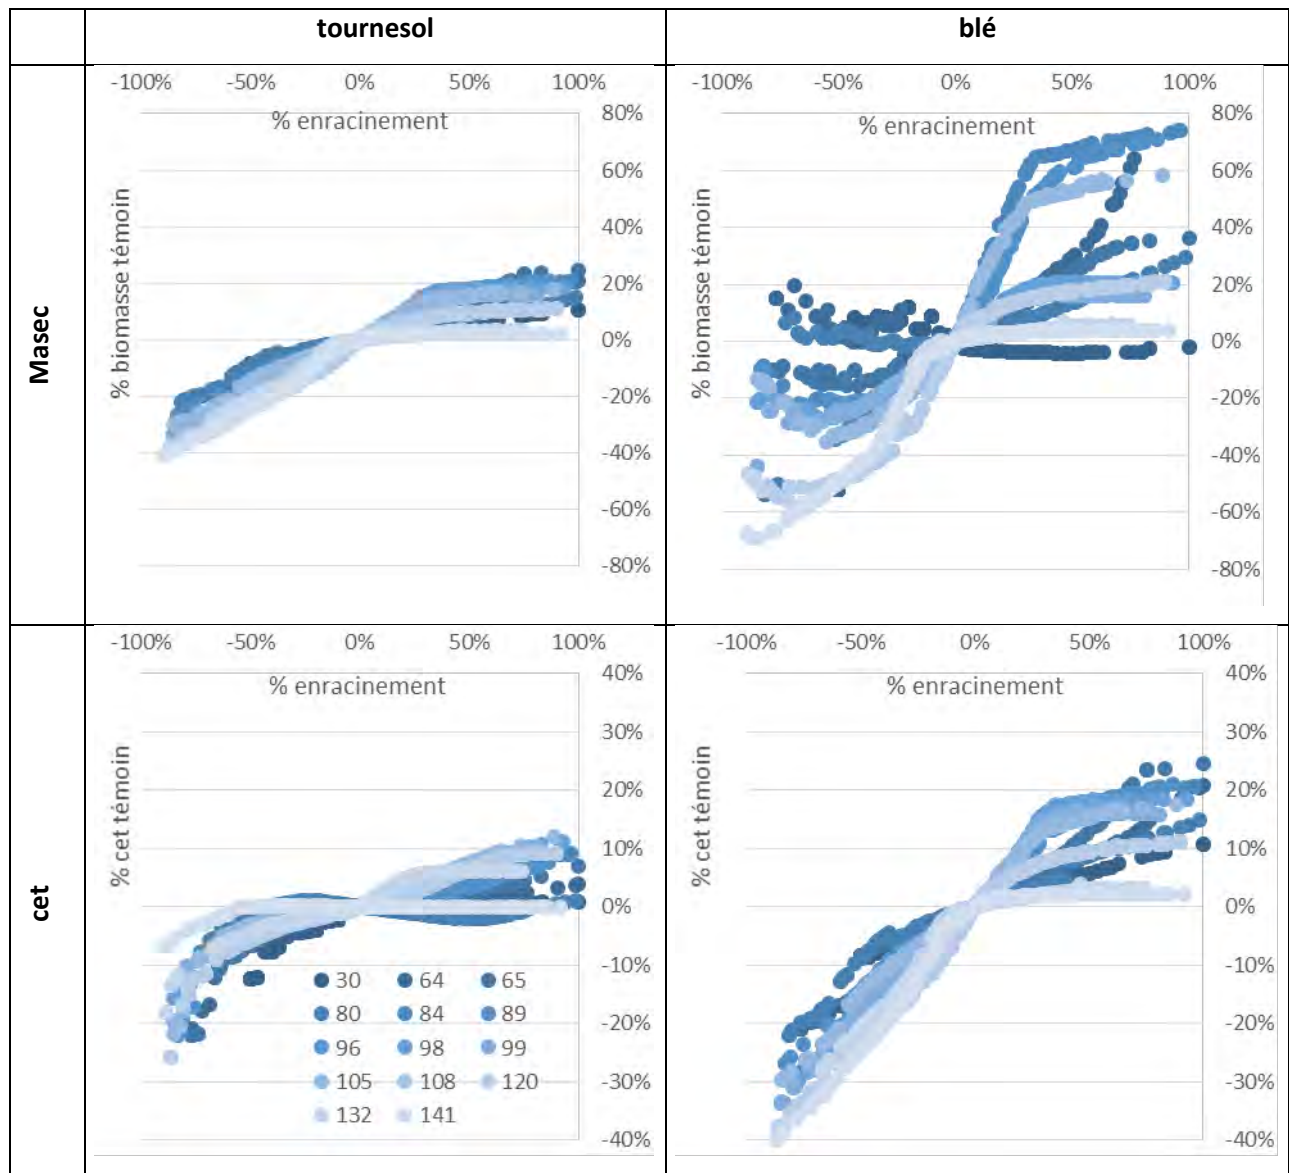 tournesol
blé
Masec
-100% -50% 0% 50% 100%
% enracinement
% biomasse témoin
80%
60%
40%
20%
0%
-20%
-40%
-60%
-80%
-100% -50% 0% 50% 100%
% enracinement
% biomasse témoin
80%
60%
40%
20%
0%
-20%
-40%
-60%
-80%
cet
-100% -50% 0% 50% 100%
% enracinement
% cet témoin
40%
30%
20%
10%
0%
-10%
-20%
-30%
-40%
30 64 65
80 84 89
96 98 99
105 108 120
132 141
-100% -50% 0% 50% 100%
% enracinement
% cet témoin
40%
30%
20%
10%
0%
-10%
-20%
-30%
-40%